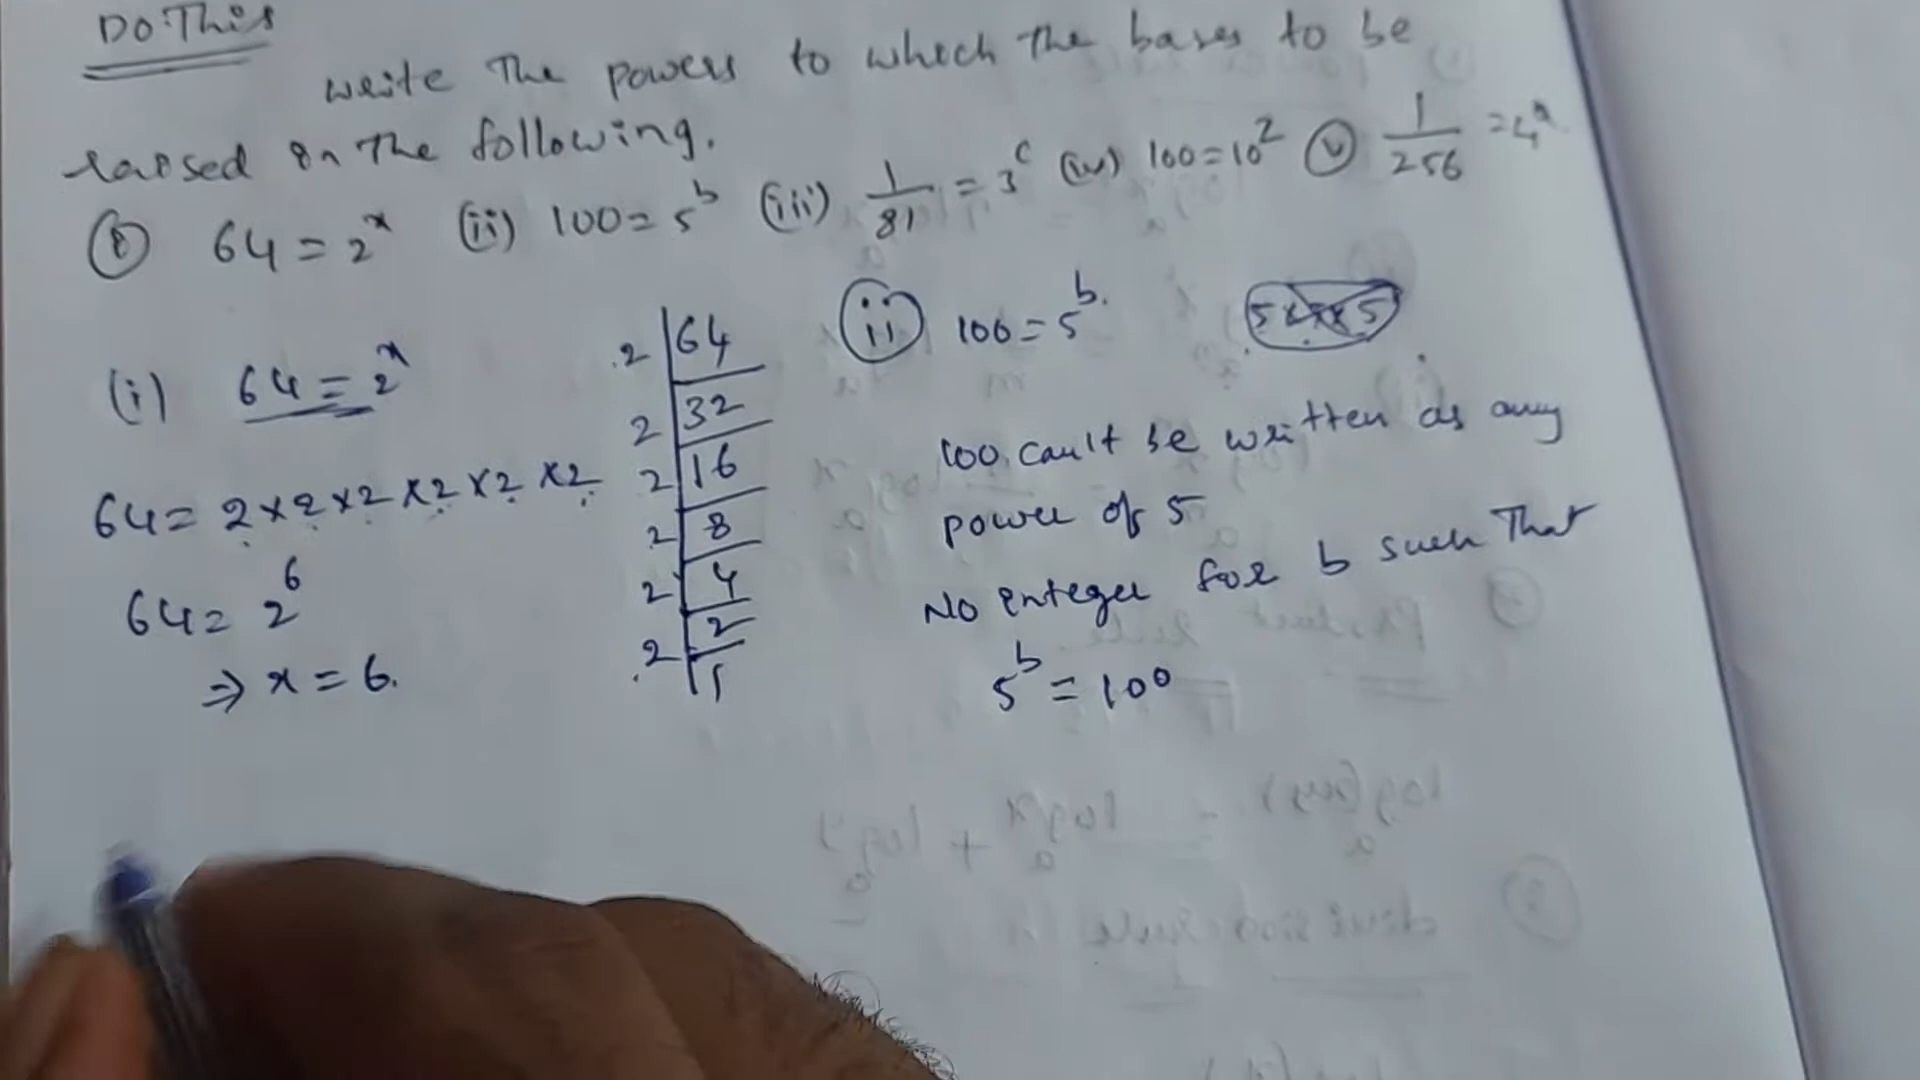 Do This
write The powers to which the bases to be
raised in The following.
(i) 64 = 2^x (ii) 100 = 5^b (iii) 1/81 = 3^c (iv) 100 = 10^2 (v) 1/256 = 4^a
(i) 64 = 2^x
64 = 2×2×2×2×2×2
64 = 2^6
⇒ x = 6.
2 | 64
2 | 32
2 | 16
2 | 8
2 | 4
2 | 2
1
(ii) 100 = 5^b.
100 can't be written as any
power of 5
No integer for b such That
5^b = 100